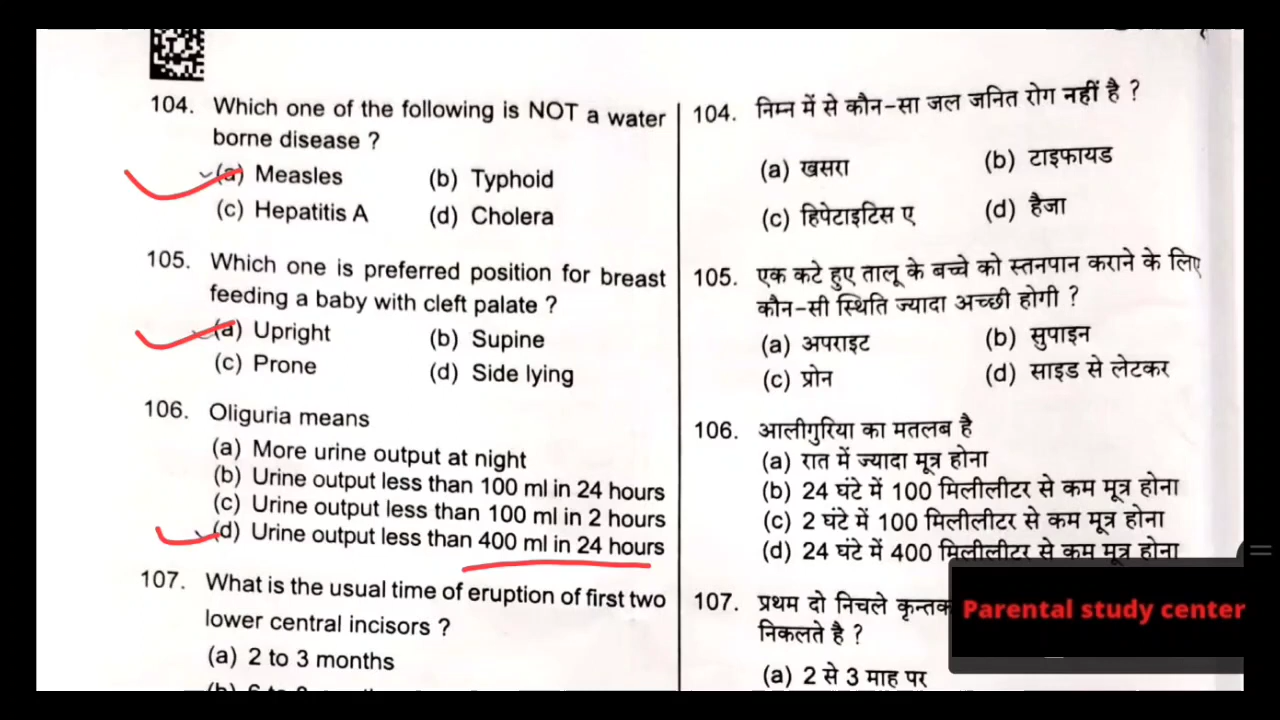 104. Which one of the following is NOT a water
borne disease ?
(a) Measles (b) Typhoid
(c) Hepatitis A (d) Cholera
105. Which one is preferred position for breast
feeding a baby with cleft palate ?
(a) Upright (b) Supine
(c) Prone (d) Side lying
106. Oliguria means
(a) More urine output at night
(b) Urine output less than 100 ml in 24 hours
(c) Urine output less than 100 ml in 2 hours
(d) Urine output less than 400 ml in 24 hours
107. What is the usual time of eruption of first two
lower central incisors ?
(a) 2 to 3 months
104. निम्न में से कौन-सा जल जनित रोग नहीं है ?
(a) खसरा (b) टाइफायड
(c) हिपेटाइटिस ए (d) हैजा
105. एक कटे हुए तालू के बच्चे को स्तनपान कराने के लिए
कौन-सी स्थिति ज्यादा अच्छी होगी ?
(a) अपराइट (b) सुपाइन
(c) प्रोन (d) साइड से लेटकर
106. आलीगुरिया का मतलब है
(a) रात में ज्यादा मूत्र होना
(b) 24 घंटे में 100 मिलीलीटर से कम मूत्र होना
(c) 2 घंटे में 100 मिलीलीटर से कम मूत्र होना
(d) 24 घंटे में 400 मिलीलीटर से कम मूत्र होना
107. प्रथम दो निचले
निकलते है ?
(a) 2 से 3 माह पर
Parental study center